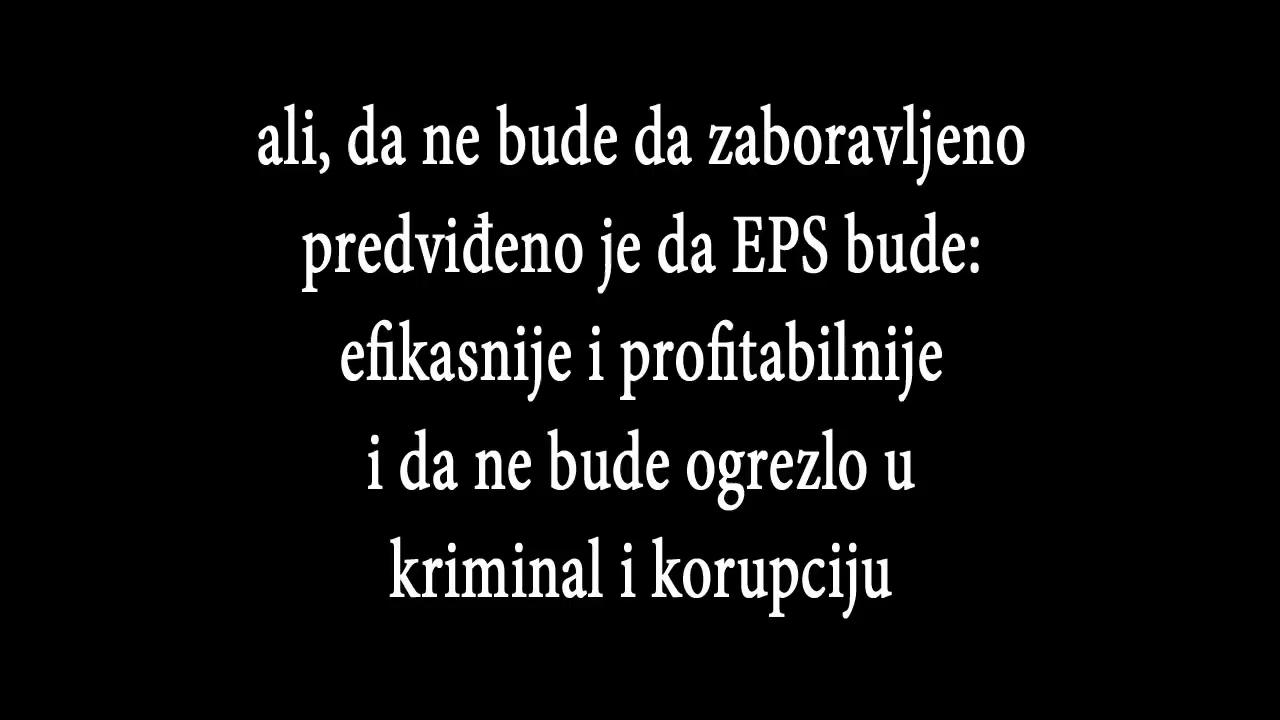 ali, da ne bude da zaboravljeno
predviđeno je da EPS bude:
efikasnije i profitabilnije
i da ne bude ogrezlo u
kriminal i korupciju